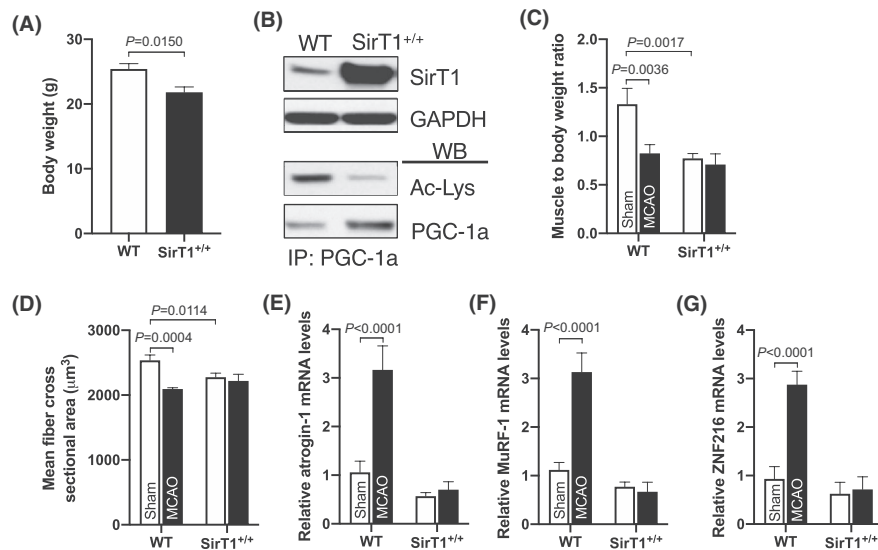 (A)
P=0.0150
30
20
10
0
Body weight (g)
WT
SirT1+/+
(B)
WT SirT1+/+
SirT1
GAPDH
WB
Ac-Lys
PGC-1a
IP: PGC-1a
(C)
P=0.0017
P=0.0036
2.0
1.5
1.0
0.5
0.0
Muscle to body weight ratio
Sham
MCAO
WT
SirT1+/+
(D)
P=0.0114
P=0.0004
3000
2000
1000
0
Mean fiber cross
sectional area (μm³)
Sham
MCAO
WT
SirT1+/+
(E)
P<0.0001
4
3
2
1
0
Relative atrogin-1 mRNA levels
Sham
MCAO
WT
SirT1+/+
(F)
P<0.0001
4
3
2
1
0
Relative MuRF-1 mRNA levels
Sham
MCAO
WT
SirT1+/+
(G)
P<0.0001
4
3
2
1
0
Relative ZNF216 mRNA levels
Sham
MCAO
WT
SirT1+/+